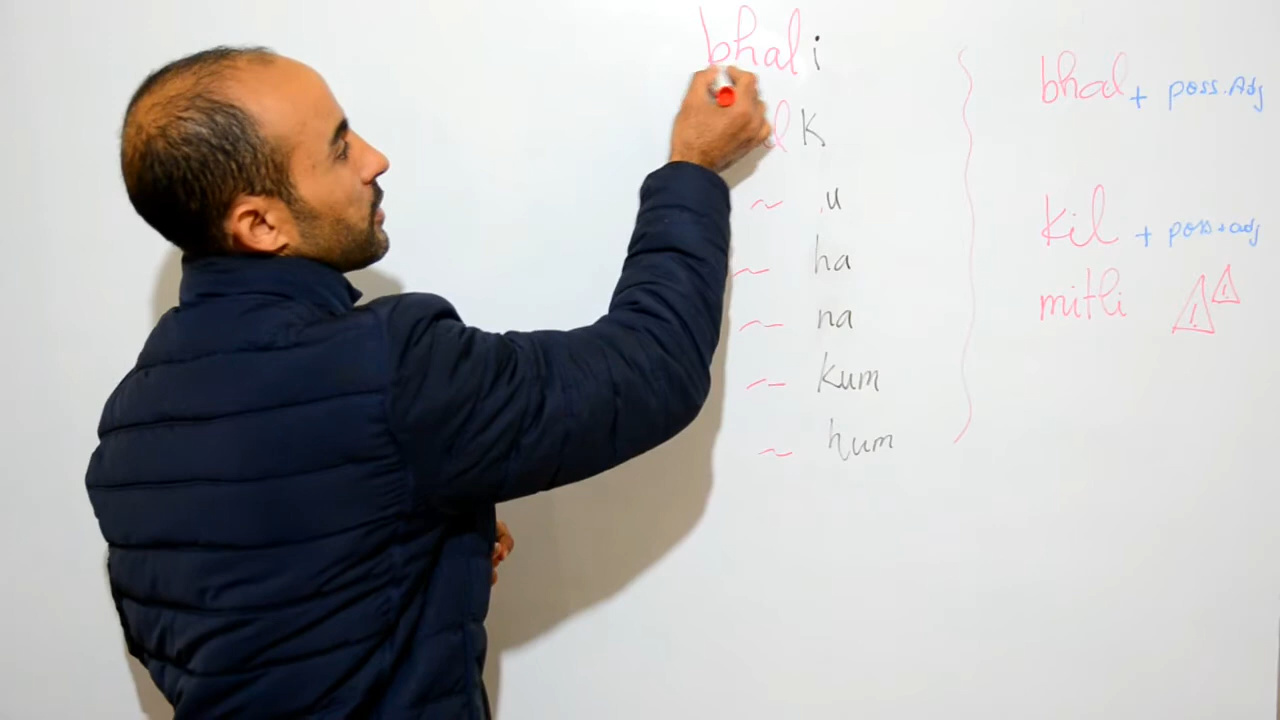 bhali
l K
~ u
~ ha
~ na
~ kum
~ hum
bhal + poss. Adj
kil + poss + adj
mitli ! !